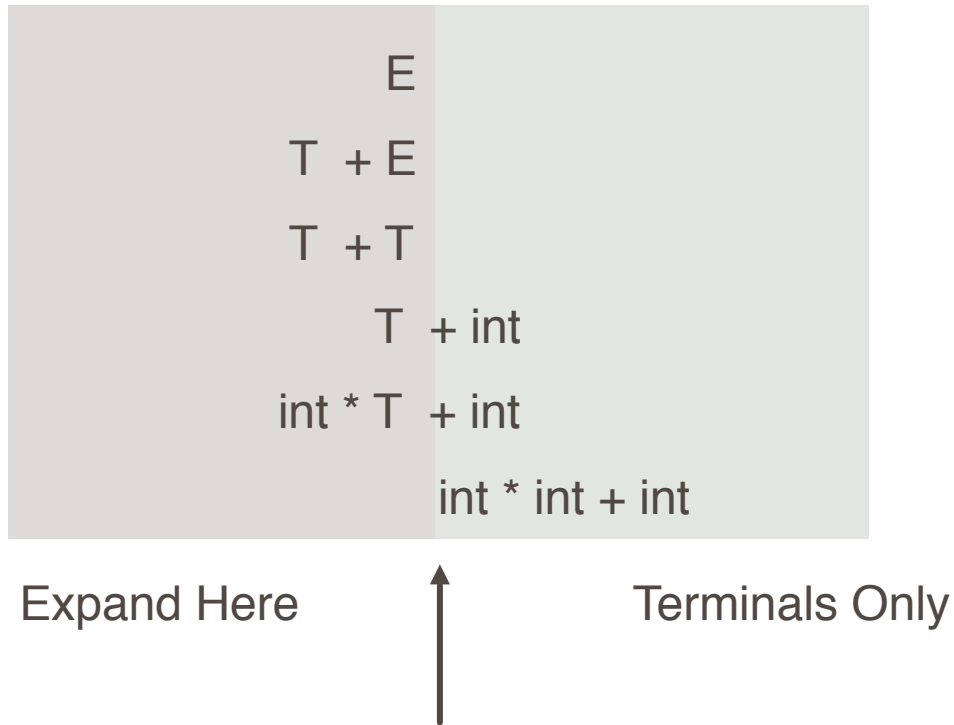 E
T + E
T + T
T + int
int * T + int
int * int + int
Expand Here
Terminals Only